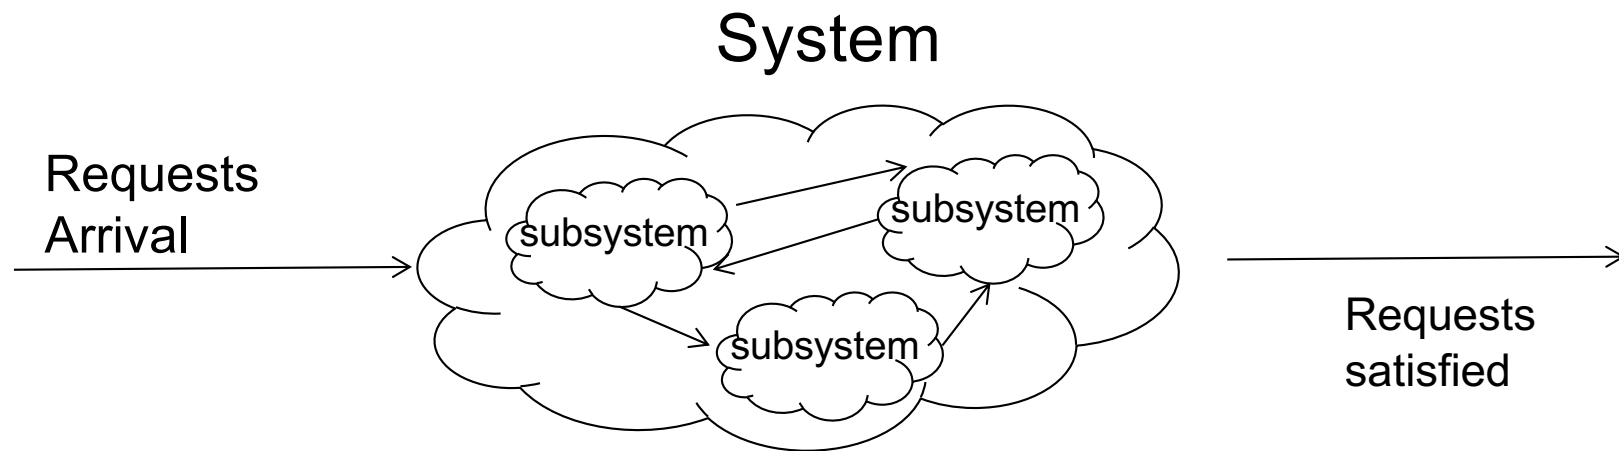 System
Requests
Arrival
subsystem
subsystem
subsystem
Requests
satisfied